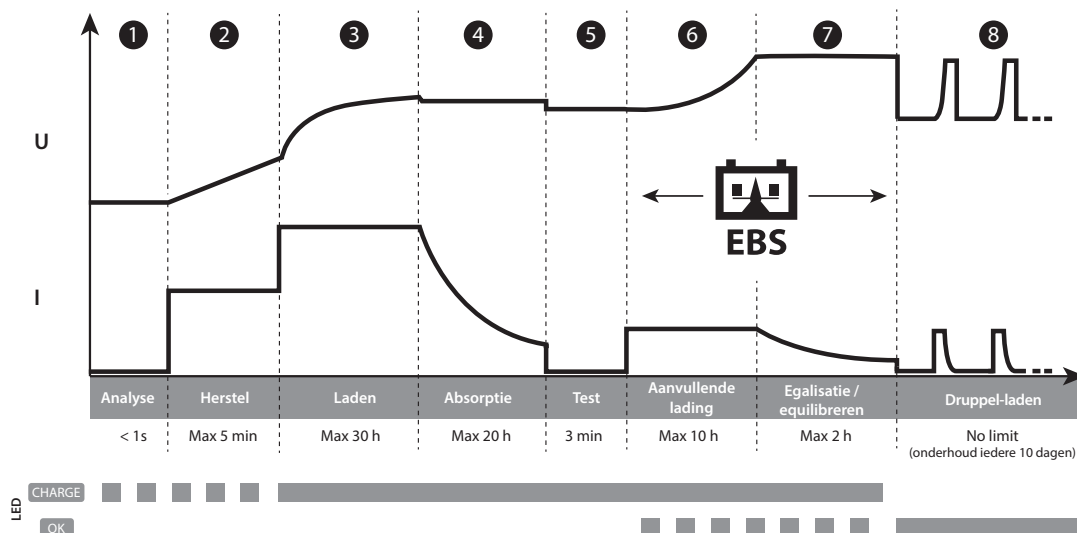 1 2 3 4 5 6 7 8
U
EBS
I
Analyse Herstel Laden Absorptie Test Aanvullende lading Egalisatie / equilibreren Druppel-laden
< 1s Max 5 min Max 30 h Max 20 h 3 min Max 10 h Max 2 h No limit
(onderhoud iedere 10 dagen)
LED
CHARGE
OK